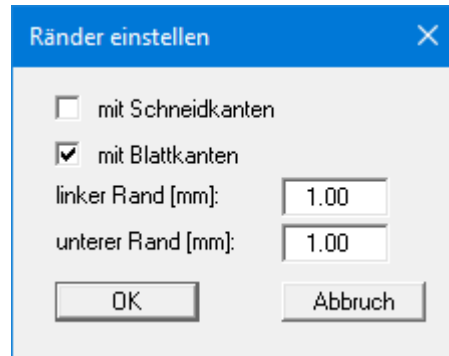 Ränder einstellen
mit Schneidkanten
mit Blattkanten
linker Rand [mm]: 1.00
unterer Rand [mm]: 1.00
OK Abbruch